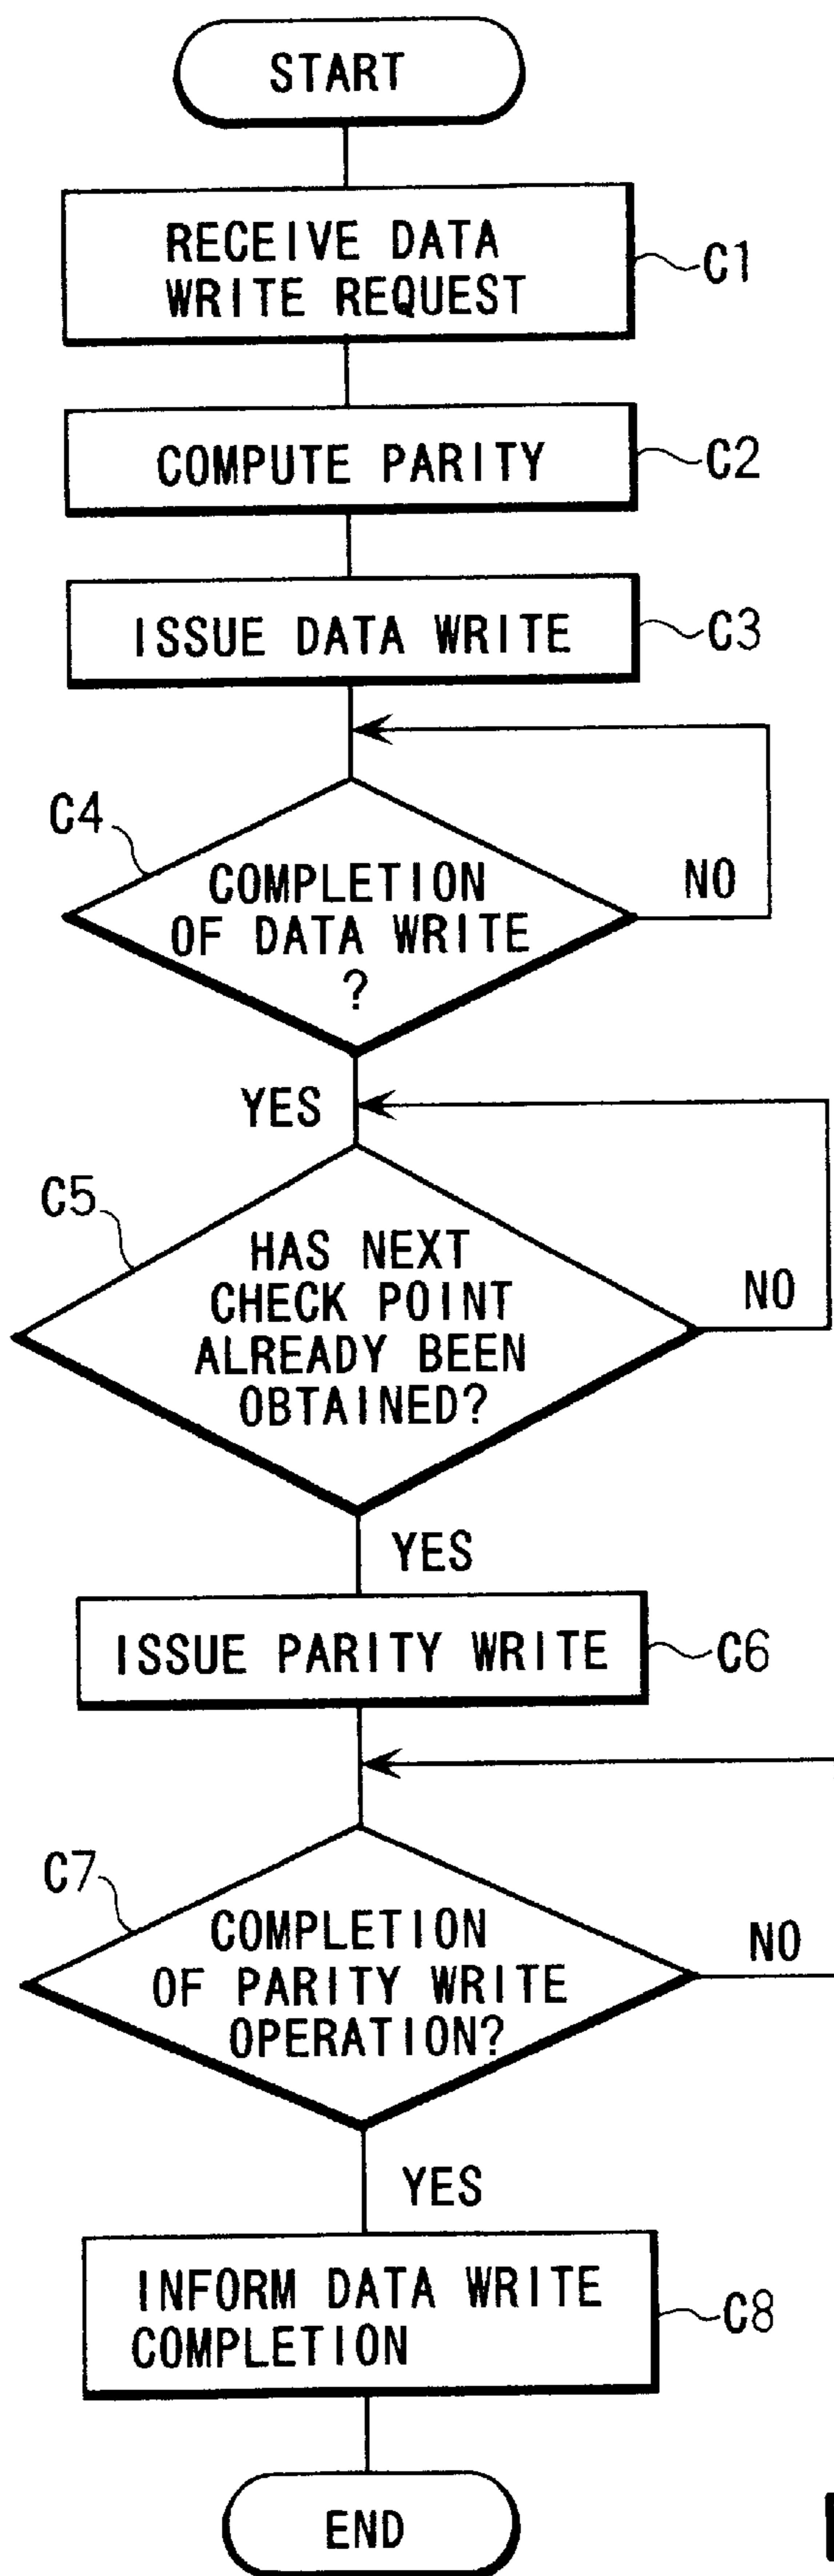 START
RECEIVE DATA
WRITE REQUEST
C1
COMPUTE PARITY
C2
ISSUE DATA WRITE
C3
C4
COMPLETION
OF DATA WRITE
?
NO
YES
C5
HAS NEXT
CHECK POINT
ALREADY BEEN
OBTAINED?
NO
YES
ISSUE PARITY WRITE
C6
C7
COMPLETION
OF PARITY WRITE
OPERATION?
NO
YES
INFORM DATA WRITE
COMPLETION
C8
END